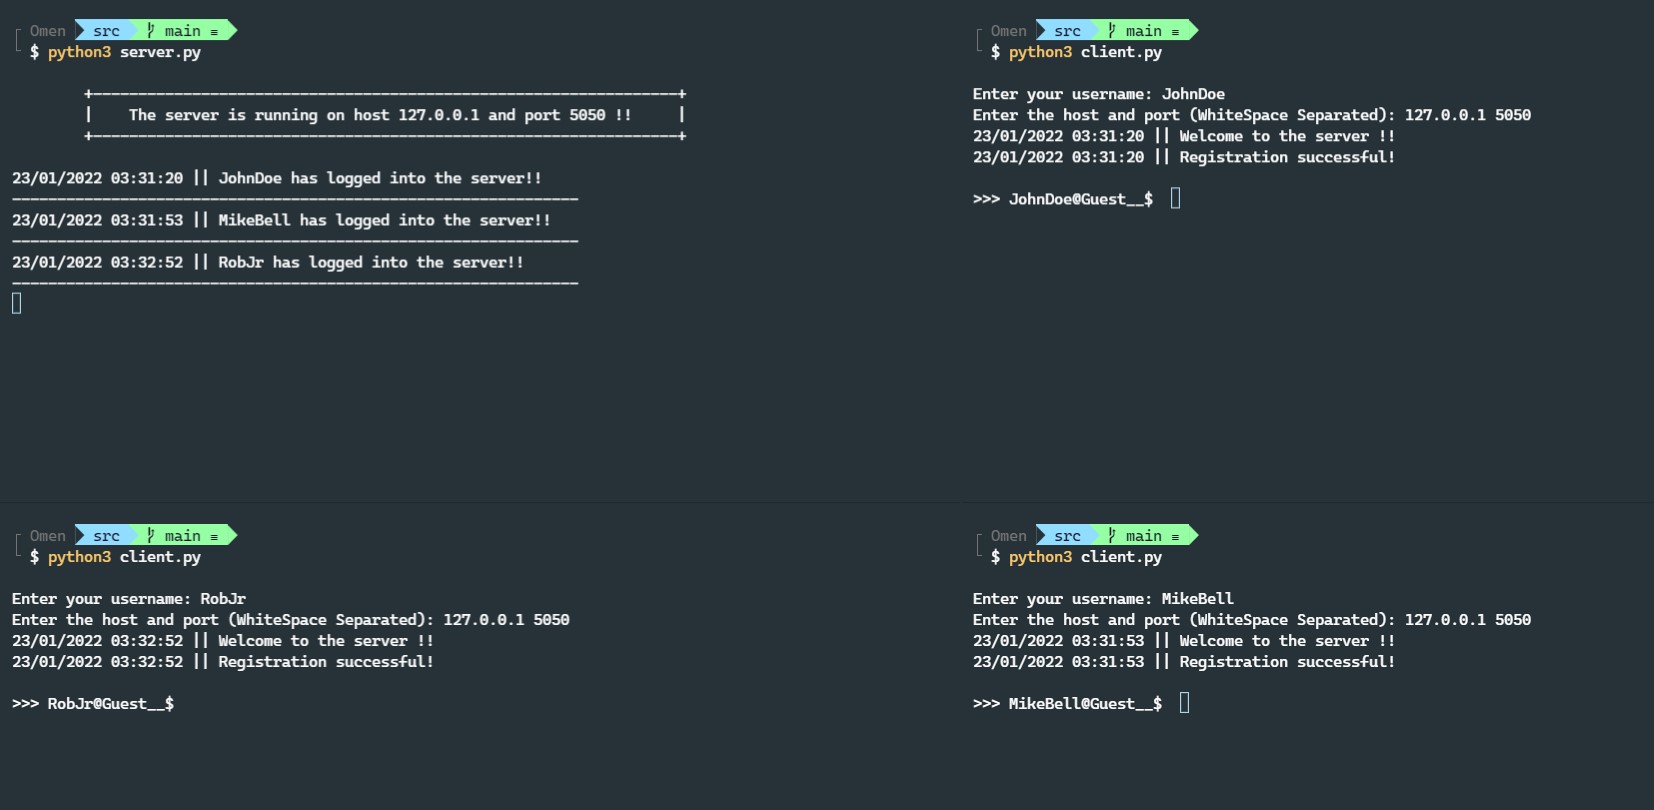 Omen src main ≡
$ python3 server.py
+-----------------------------------------------------------------+
|    The server is running on host 127.0.0.1 and port 5050 !!     |
+-----------------------------------------------------------------+
23/01/2022 03:31:20 || JohnDoe has logged into the server!!
---------------------------------------------------------------
23/01/2022 03:31:53 || MikeBell has logged into the server!!
---------------------------------------------------------------
23/01/2022 03:32:52 || RobJr has logged into the server!!
---------------------------------------------------------------
Omen src main ≡
$ python3 client.py
Enter your username: JohnDoe
Enter the host and port (WhiteSpace Separated): 127.0.0.1 5050
23/01/2022 03:31:20 || Welcome to the server !!
23/01/2022 03:31:20 || Registration successful!
>>> JohnDoe@Guest__$
Omen src main ≡
$ python3 client.py
Enter your username: RobJr
Enter the host and port (WhiteSpace Separated): 127.0.0.1 5050
23/01/2022 03:32:52 || Welcome to the server !!
23/01/2022 03:32:52 || Registration successful!
>>> RobJr@Guest__$
Omen src main ≡
$ python3 client.py
Enter your username: MikeBell
Enter the host and port (WhiteSpace Separated): 127.0.0.1 5050
23/01/2022 03:31:53 || Welcome to the server !!
23/01/2022 03:31:53 || Registration successful!
>>> MikeBell@Guest__$